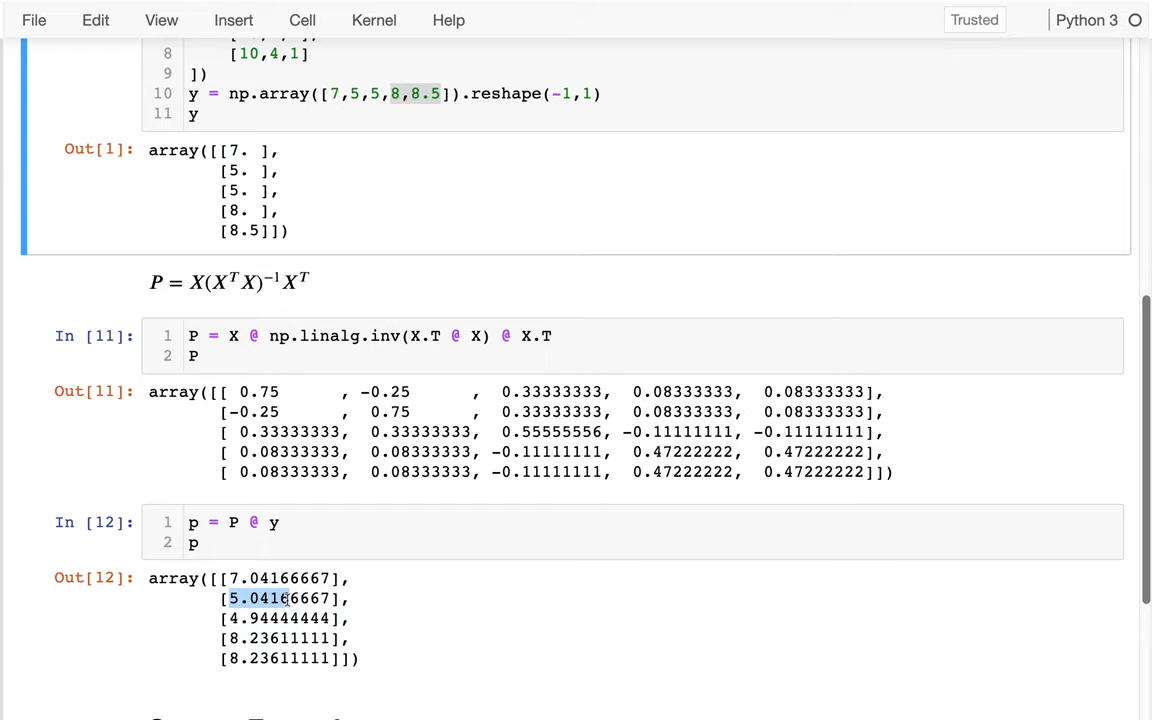 File Edit View Insert Cell Kernel Help Trusted Python 3
8 [10,4,1]
9 ])
10 y = np.array([7,5,5,8,8.5]).reshape(-1,1)
11 y
Out[1]: array([[7. ],
[5. ],
[5. ],
[8. ],
[8.5]])
P = X(XᵀX)⁻¹Xᵀ
In [11]: 1 P = X @ np.linalg.inv(X.T @ X) @ X.T
2 P
Out[11]: array([[ 0.75      , -0.25      ,  0.33333333,  0.08333333,  0.08333333],
[-0.25      ,  0.75      ,  0.33333333,  0.08333333,  0.08333333],
[ 0.33333333,  0.33333333,  0.55555556, -0.11111111, -0.11111111],
[ 0.08333333,  0.08333333, -0.11111111,  0.47222222,  0.47222222],
[ 0.08333333,  0.08333333, -0.11111111,  0.47222222,  0.47222222]])
In [12]: 1 p = P @ y
2 p
Out[12]: array([[7.04166667],
[5.04166667],
[4.94444444],
[8.23611111],
[8.23611111]])